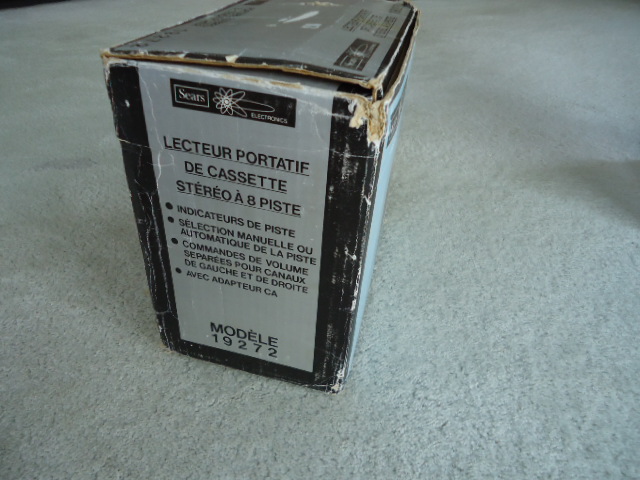 Sears
ELECTRONICS
LECTEUR PORTATIF
DE CASSETTE
STÉRÉO À 8 PISTE
• INDICATEURS DE PISTE
• SÉLECTION MANUELLE OU
AUTOMATIQUE DE LA PISTE
• COMMANDES DE VOLUME
SEPARÉES POUR CANAUX
DE GAUCHE ET DE DROITE
• AVEC ADAPTEUR CA
MODÈLE
19272